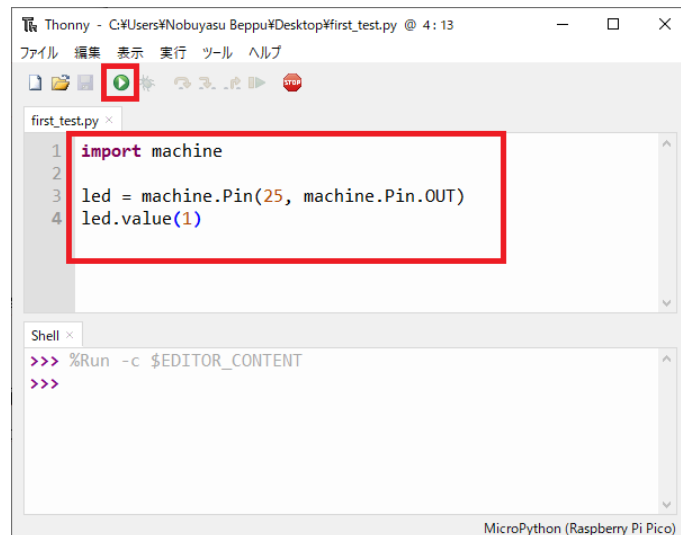 Thonny - C:¥Users¥Nobuyasu Beppu¥Desktop¥first_test.py @ 4:13
ファイル 編集 表示 実行 ツール ヘルプ
STOP
first_test.py ×
1 import machine
2
3 led = machine.Pin(25, machine.Pin.OUT)
4 led.value(1)
Shell ×
>>> %Run -c $EDITOR_CONTENT
>>>
MicroPython (Raspberry Pi Pico)